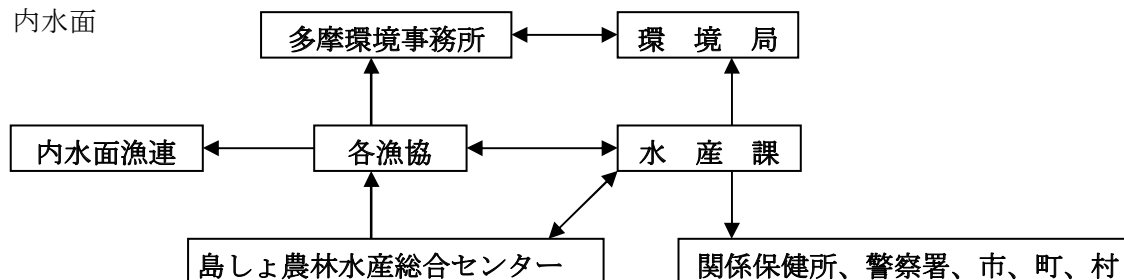 内水面
多摩環境事務所
環境局
内水面漁連
各漁協
水産課
島しょ農林水産総合センター
関係保健所、警察署、市、町、村